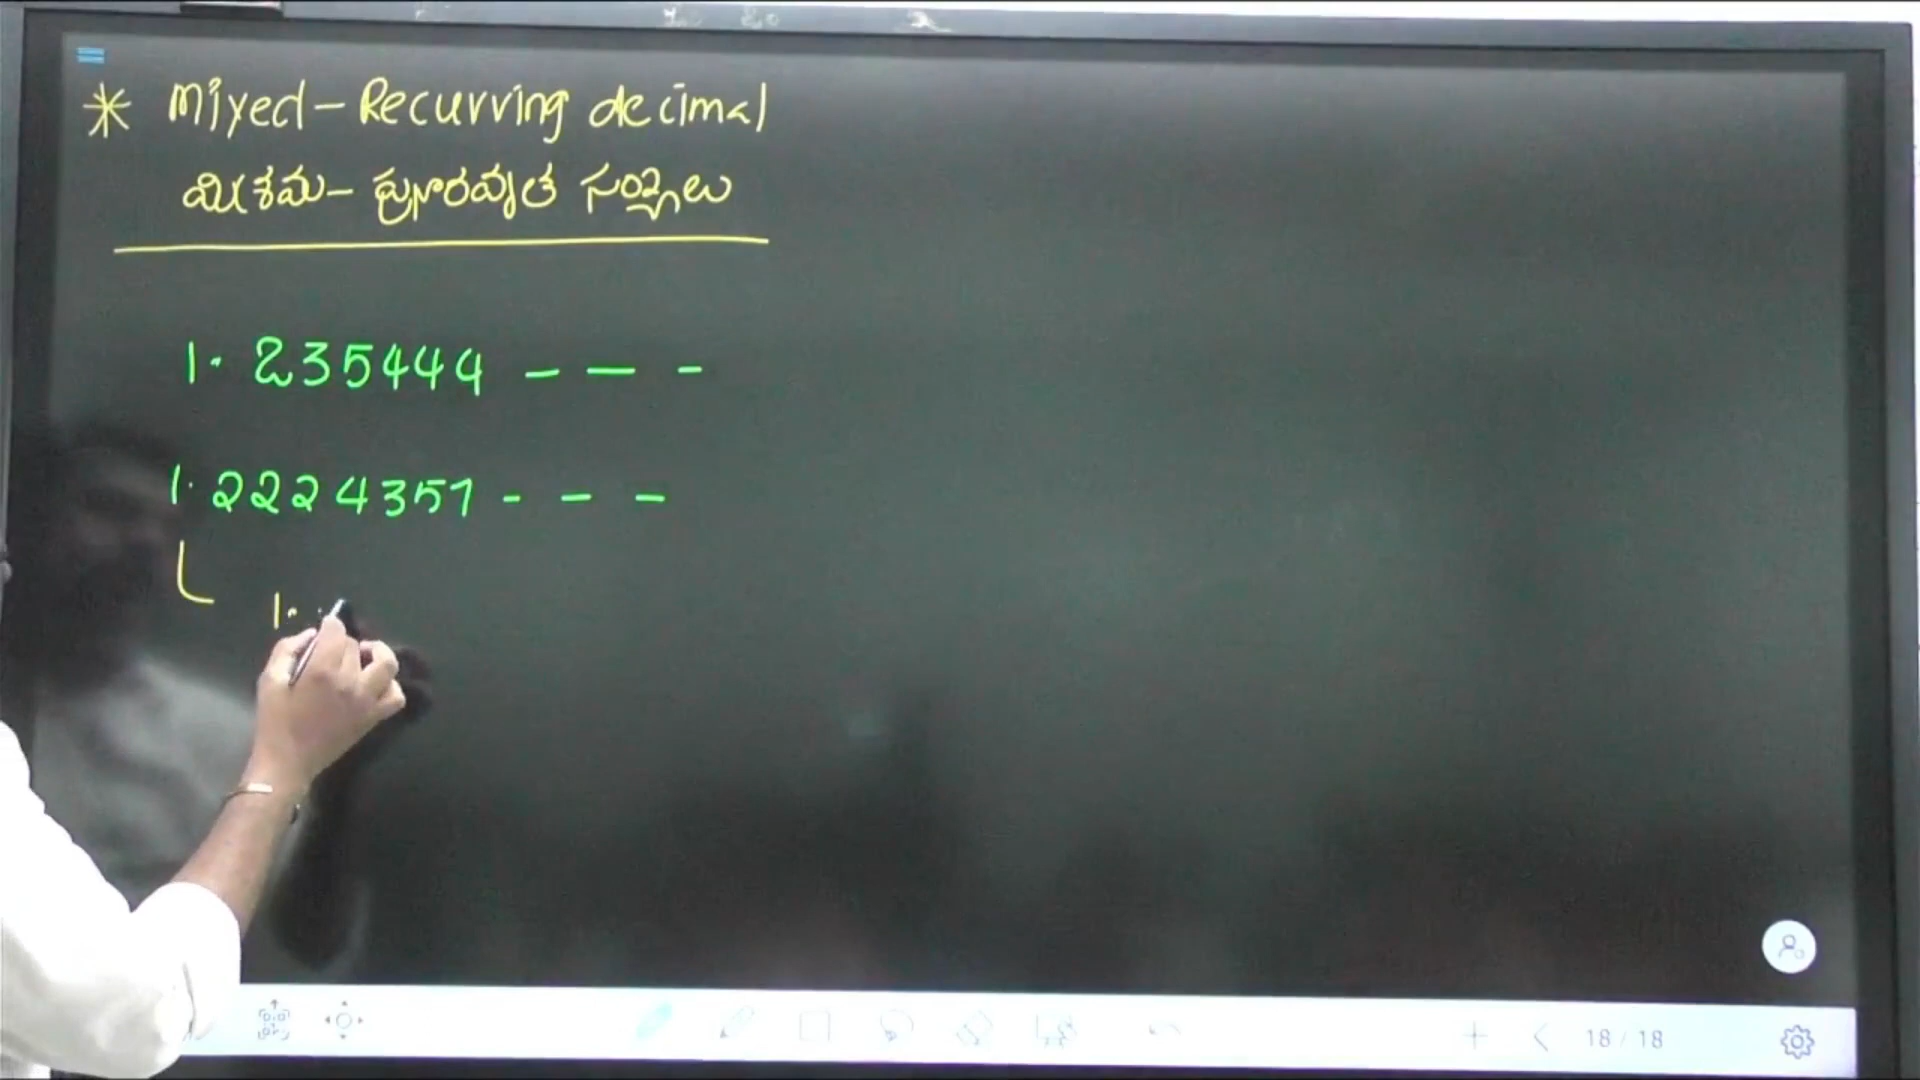 * Mixed - Recurring decimal
మిశ్రమ - పునరావృత సంఖ్యలు
1. 235444 - - -
1. 2224357 - - -
1.
18 / 18